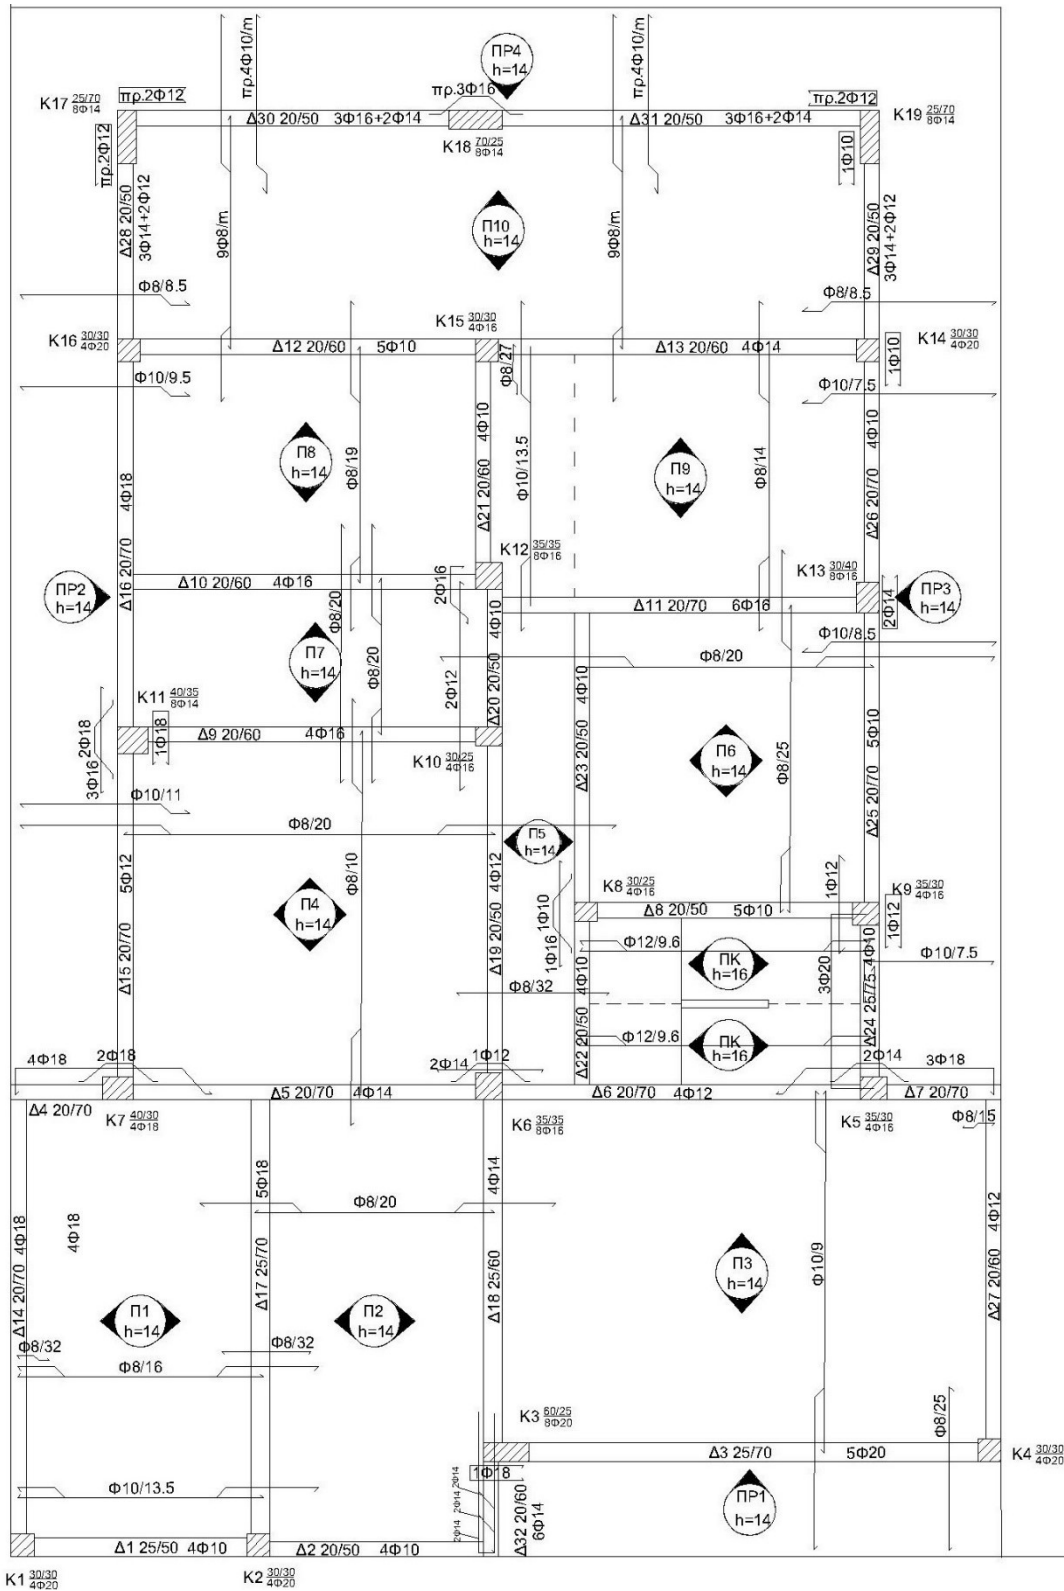 πρ.4Φ10/m
πρ.4Φ10/m
ΠΡ4
h=14
πρ.2Φ12
πρ.3Φ16
πρ.2Φ12
K17 25/70
8Φ14
Δ30 20/50 3Φ16+2Φ14
Δ31 20/50 3Φ16+2Φ14
K19 25/70
8Φ14
K18 70/25
8Φ14
πρ.2Φ12
1Φ10
Δ28 20/50
3Φ14+2Φ12
9Φ8/m
Π10
h=14
9Φ8/m
Δ29 20/50
3Φ14+2Φ12
Φ8/8.5
Φ8/8.5
K16 30/30
4Φ20
K15 30/30
4Φ16
K14 30/30
4Φ20
Δ12 20/60 5Φ10
Δ13 20/60 4Φ14
Φ8/27
1Φ10
Φ10/9.5
Φ10/7.5
4Φ18
Π8
h=14
Φ8/19
Δ21 20/60 4Φ10
Φ10/13.5
Π9
h=14
Φ8/14
Δ26 20/70 4Φ10
K12 35/35
8Φ16
K13 30/40
8Φ16
ΠΡ2
h=14
Δ16 20/70
Δ10 20/60 4Φ16
2Φ16
Δ11 20/70 6Φ16
2Φ14
ΠΡ3
h=14
Φ8/20
Φ8/20
4Φ10
Φ10/8.5
Π7
h=14
Φ8/20
2Φ12
Δ20 20/50
4Φ10
K11 40/35
8Φ14
1Φ18
Δ9 20/60 4Φ16
K10 30/25
4Φ16
3Φ16 2Φ18
Δ23 20/50
Π6
h=14
Φ8/25
Δ25 20/70 5Φ10
Φ10/11
Φ8/20
Π5
h=14
5Φ12
Φ8/10
4Φ12
1Φ16 1Φ10
K8 30/25
4Φ16
1Φ12
K9 35/30
4Φ16
Π4
h=14
Δ8 20/50 5Φ10
1Φ12
Δ15 20/70
Δ19 20/50
Φ12/9.6
4Φ10
Φ10/7.5
ΠΚ
h=16
4Φ10
3Φ20
Φ8/32
Δ22 20/50
Φ12/9.6
ΠΚ
h=16
Δ24 25/75
4Φ18
2Φ18
2Φ14
1Φ12
2Φ14
3Φ18
Δ4 20/70
Δ5 20/70 4Φ14
Δ6 20/70 4Φ12
Δ7 20/70
K7 40/30
4Φ18
K6 35/35
8Φ16
K5 35/30
4Φ16
Φ8/15
5Φ18
Φ8/20
4Φ14
Φ10/9
4Φ12
4Φ18
4Φ18
Δ14 20/70
Π1
h=14
Δ17 25/70
Π2
h=14
Δ18 25/60
Π3
h=14
Δ27 20/60
Φ8/32
Φ8/32
Φ8/16
K3 60/25
8Φ20
Φ8/25
Δ3 25/70 5Φ20
K4 30/30
4Φ20
1Φ18
2Φ14
2Φ14
2Φ14
Φ10/13.5
Δ32 20/60
6Φ14
ΠΡ1
h=14
Δ1 25/50 4Φ10
Δ2 20/50 4Φ10
K1 30/30
4Φ20
K2 30/30
4Φ20